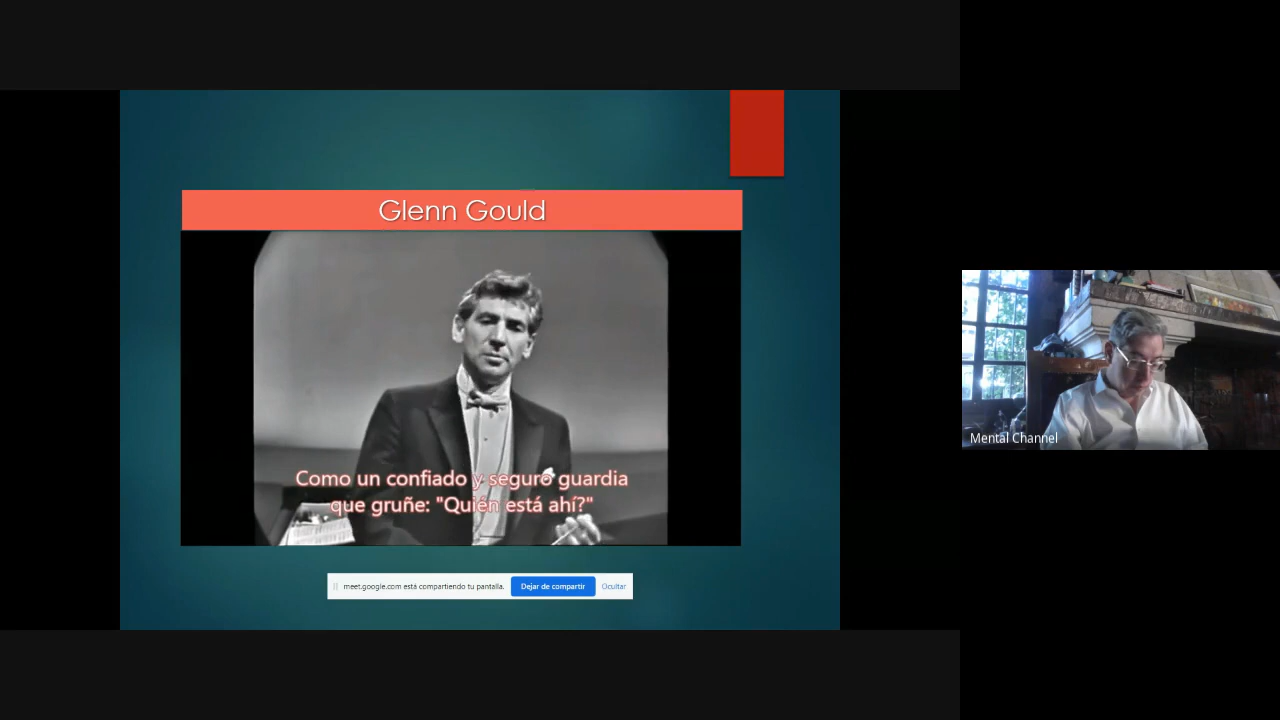 Glenn Gould
Como un confiado y seguro guardia
que gruñe: "Quién está ahí?"
meet.google.com está compartiendo tu pantalla.
Dejar de compartir
Ocultar
Mental Channel